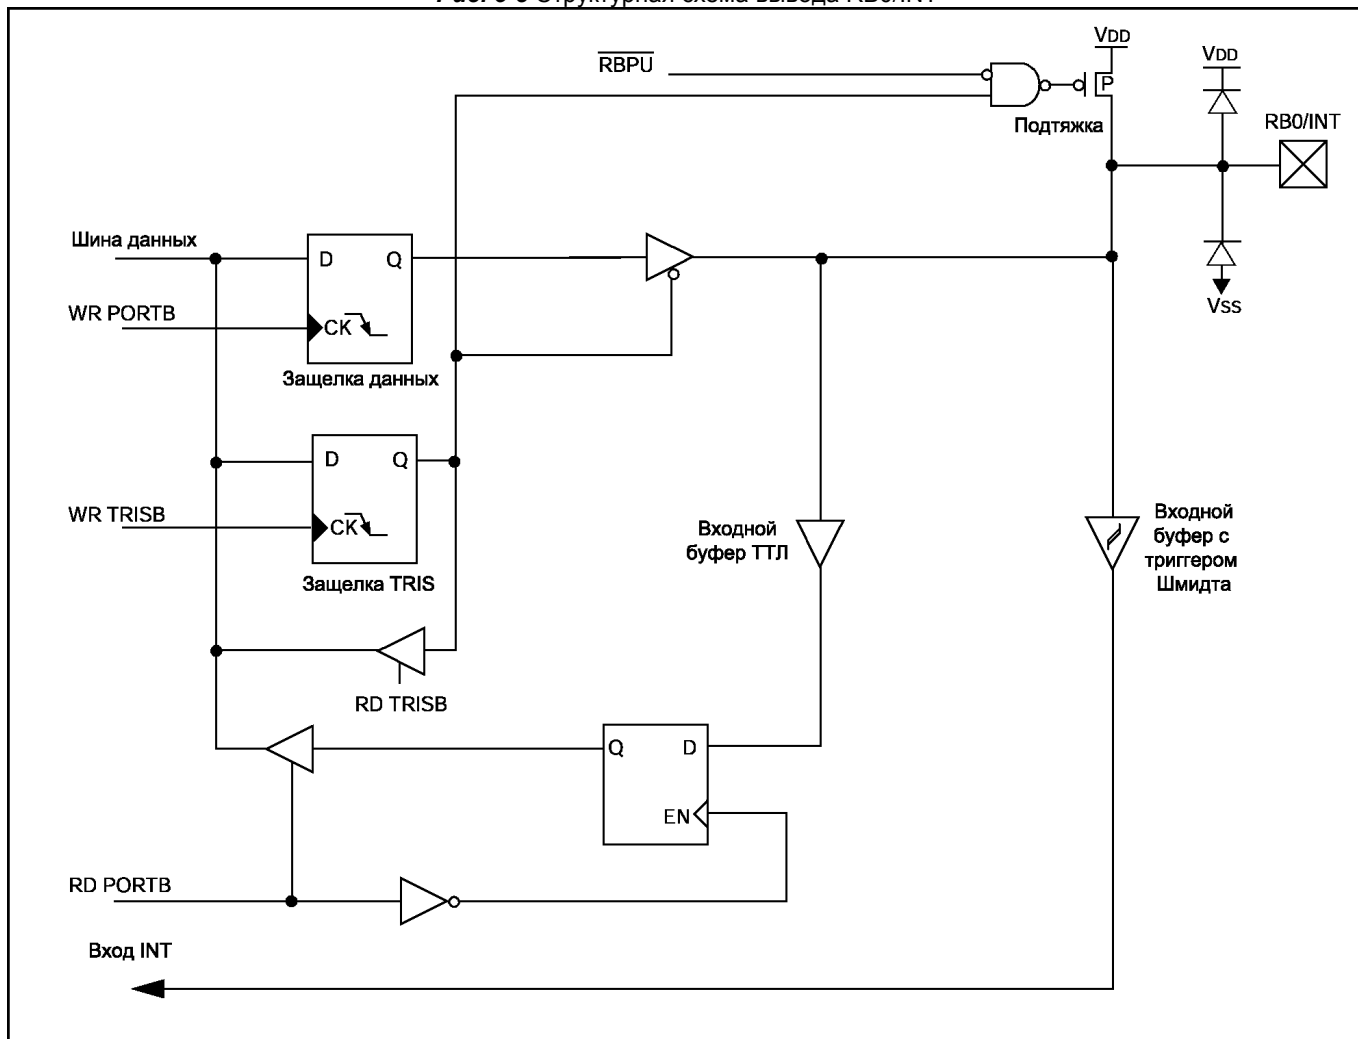 VDD
VDD
RBPU
P
Подтяжка
RB0/INT
Шина данных
D Q
WR PORTB
CK
VSS
Защелка данных
D Q
WR TRISB
CK
Входной
буфер ТТЛ
Входной
буфер с
триггером
Шмидта
Защелка TRIS
RD TRISB
Q D
EN
RD PORTB
Вход INT